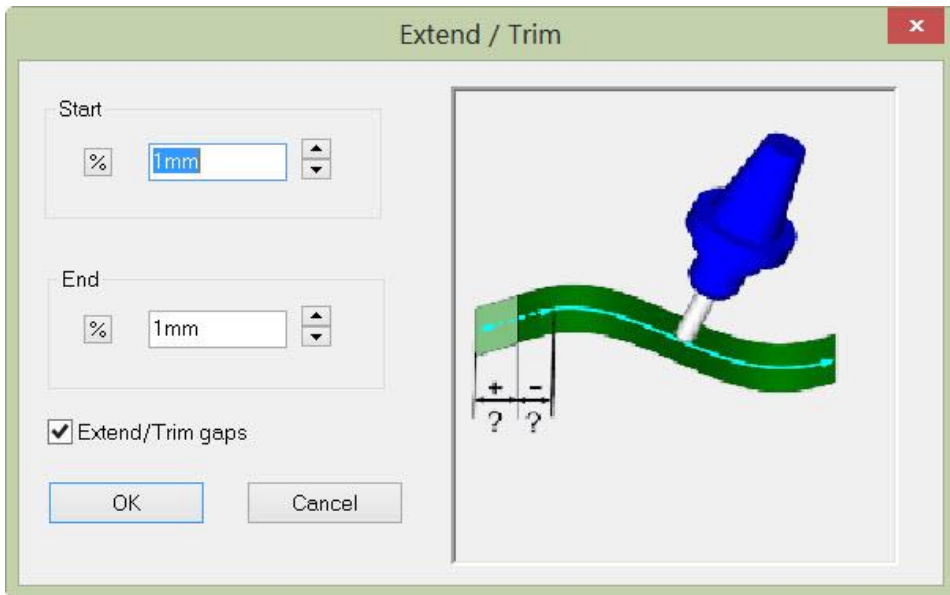 Extend / Trim
Start
% 1mm
End
% 1mm
Extend/Trim gaps
OK Cancel
+ -
? ?